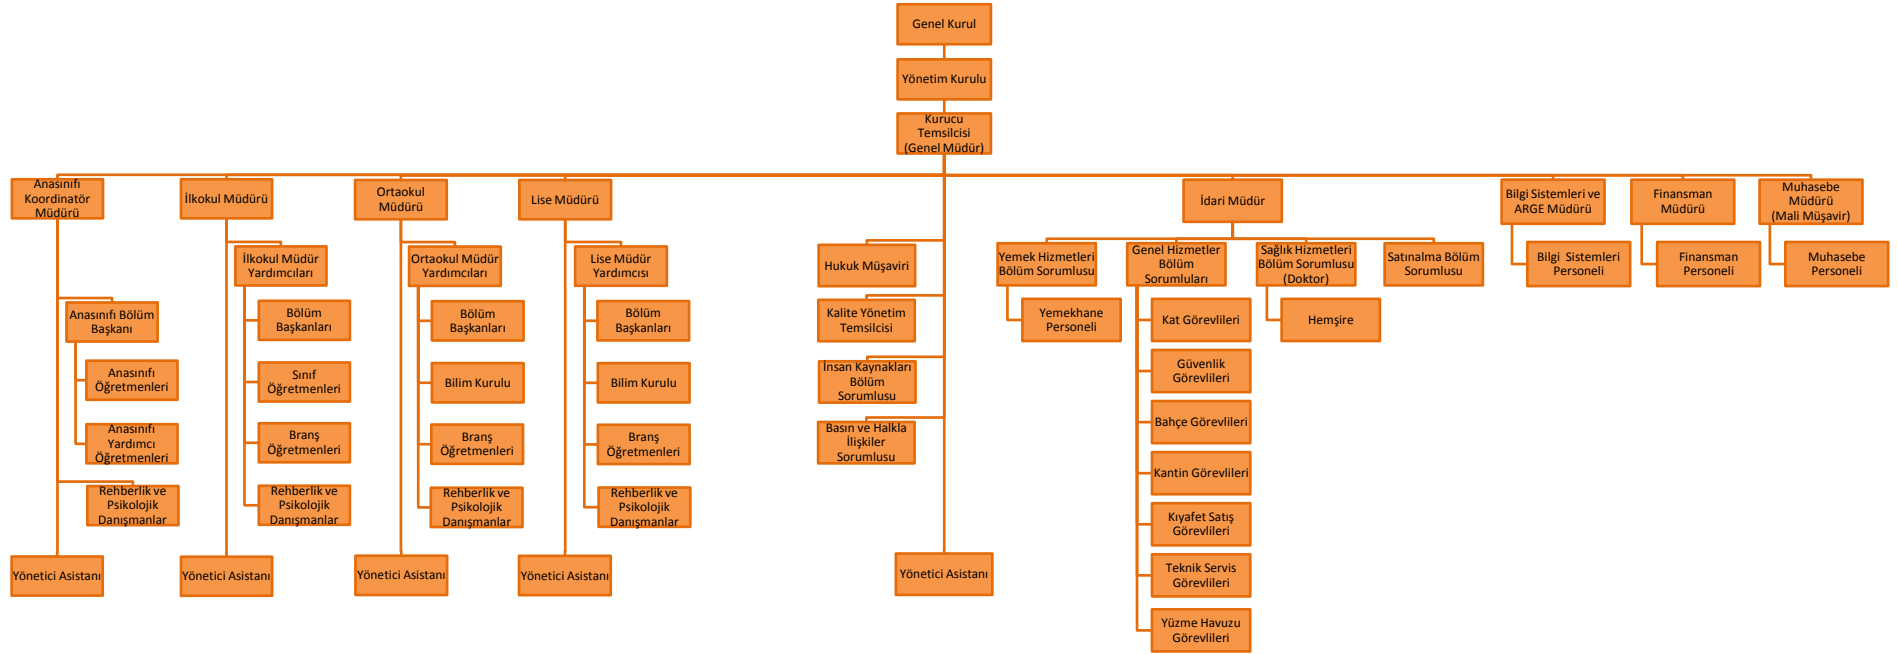 Genel Kurul
Yönetim Kurulu
Kurucu
Temsilcisi
(Genel Müdür)
Anasınıfı
Koordinatör
Müdürü
İlkokul Müdürü
Ortaokul
Müdürü
Lise Müdürü
İdari Müdür
Bilgi Sistemleri ve
ARGE Müdürü
Finansman
Müdürü
Muhasebe
Müdürü
(Mali Müşavir)
Anasınıfı Bölüm
Başkanı
Anasınıfı
Öğretmenleri
Anasınıfı
Yardımcı
Öğretmenleri
Rehberlik ve
Psikolojik
Danışmanlar
Yönetici Asistanı
İlkokul Müdür
Yardımcıları
Bölüm
Başkanları
Sınıf
Öğretmenleri
Branş
Öğretmenleri
Rehberlik ve
Psikolojik
Danışmanlar
Yönetici Asistanı
Ortaokul Müdür
Yardımcıları
Bölüm
Başkanları
Bilim Kurulu
Branş
Öğretmenleri
Rehberlik ve
Psikolojik
Danışmanlar
Yönetici Asistanı
Lise Müdür
Yardımcısı
Bölüm
Başkanları
Bilim Kurulu
Branş
Öğretmenleri
Rehberlik ve
Psikolojik
Danışmanlar
Yönetici Asistanı
Hukuk Müşaviri
Kalite Yönetim
Temsilcisi
İnsan Kaynakları
Bölüm
Sorumlusu
Basın ve Halkla
İlişkiler
Sorumlusu
Yönetici Asistanı
Yemek Hizmetleri
Bölüm Sorumlusu
Yemekhane
Personeli
Genel Hizmetler
Bölüm
Sorumluları
Kat Görevlileri
Güvenlik
Görevlileri
Bahçe Görevlileri
Kantin Görevlileri
Kıyafet Satış
Görevlileri
Teknik Servis
Görevlileri
Yüzme Havuzu
Görevlileri
Sağlık Hizmetleri
Bölüm Sorumlusu
(Doktor)
Hemşire
Satınalma Bölüm
Sorumlusu
Bilgi Sistemleri
Personeli
Finansman
Personeli
Muhasebe
Personeli